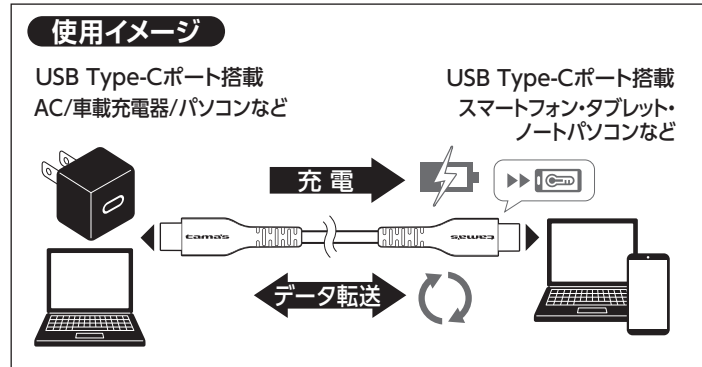 使用イメージ
USB Type-Cポート搭載
AC/車載充電器/パソコンなど
USB Type-Cポート搭載
スマートフォン・タブレット・
ノートパソコンなど
充電
tama's
tama's
データ転送